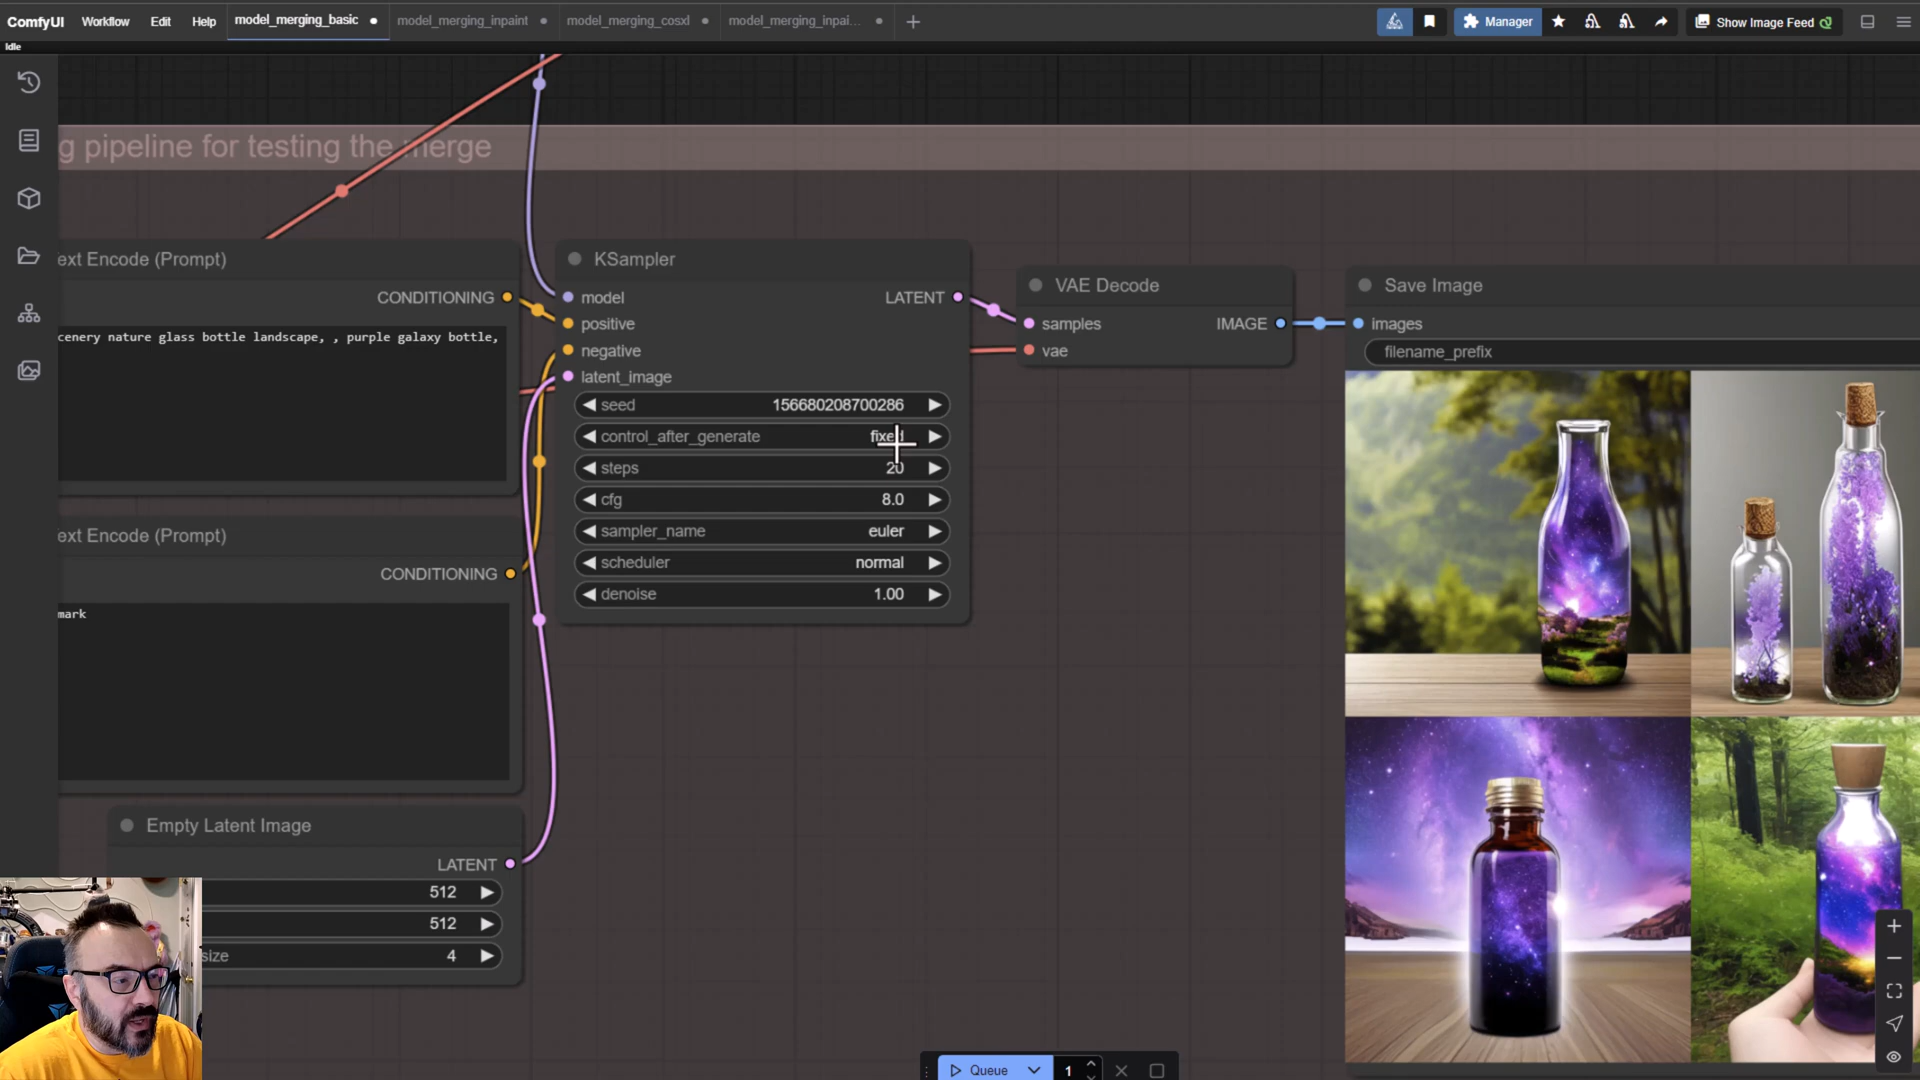 ComfyUI Workflow Edit Help model_merging_basic model_merging_inpaint model_merging_cosxl model_merging_inpai... Manager Show Image Feed
Idle
g pipeline for testing the merge
ext Encode (Prompt)
CONDITIONING
cenery nature glass bottle landscape, , purple galaxy bottle,
ext Encode (Prompt)
CONDITIONING
mark
Empty Latent Image
LATENT
512
512
size 4
KSampler
model LATENT
positive
negative
latent_image
seed 156680208700286
control_after_generate fixed
steps 20
cfg 8.0
sampler_name euler
scheduler normal
denoise 1.00
VAE Decode
samples IMAGE
vae
Save Image
images
filename_prefix
Queue 1